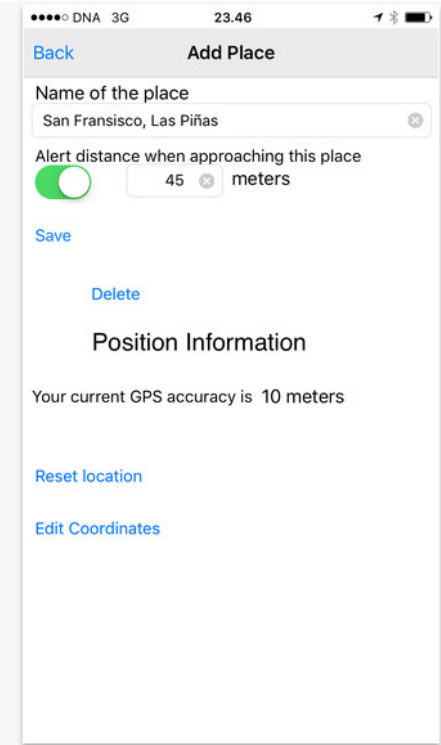 DNA 3G 23.46
Back Add Place
Name of the place
San Fransisco, Las Piñas
Alert distance when approaching this place
45 meters
Save
Delete
Position Information
Your current GPS accuracy is 10 meters
Reset location
Edit Coordinates